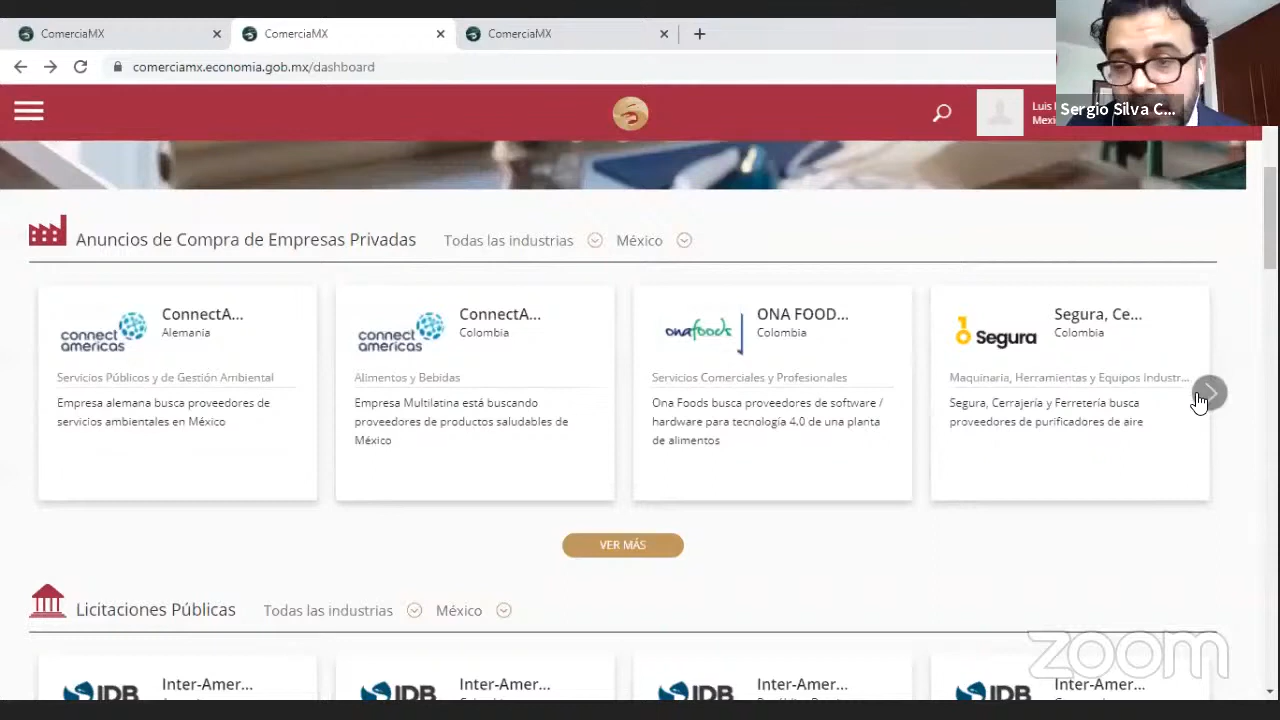 ComerciaMX
ComerciaMX
ComerciaMX
comerciamx.economia.gob.mx/dashboard
Luis
Sergio Silva C...
Anuncios de Compra de Empresas Privadas
Todas las industrias
México
connect
americas
ConnectA...
Alemania
Servicios Públicos y de Gestión Ambiental
Empresa alemana busca proveedores de
servicios ambientales en México
connect
americas
ConnectA...
Colombia
Alimentos y Bebidas
Empresa Multilatina está buscando
proveedores de productos saludables de
México
onafoods
ONA FOOD...
Colombia
Servicios Comerciales y Profesionales
Ona Foods busca proveedores de software /
hardware para tecnología 4.0 de una planta
de alimentos
Segura
Segura, Ce...
Colombia
Maquinaria, Herramientas y Equipos Industr...
Segura, Cerrajería y Ferretería busca
proveedores de purificadores de aire
VER MÁS
Licitaciones Públicas
Todas las industrias
México
IDB
Inter-Amer...
IDB
Inter-Amer...
IDB
Inter-Amer...
IDB
Inter-Amer...
zoom